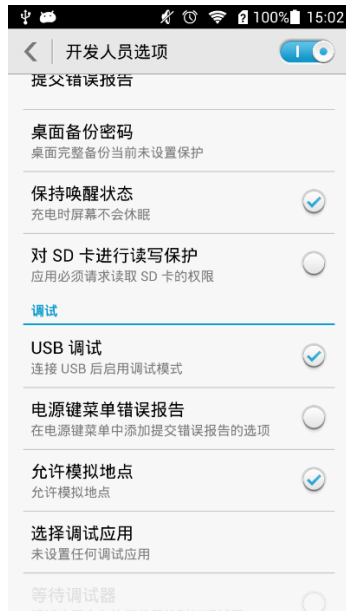 100% 15:02
开发人员选项
提交错误报告
桌面备份密码
桌面完整备份当前未设置保护
保持唤醒状态
充电时屏幕不会休眠
对 SD 卡进行读写保护
应用必须请求读取 SD 卡的权限
调试
USB 调试
连接 USB 后启用调试模式
电源键菜单错误报告
在电源键菜单中添加提交错误报告的选项
允许模拟地点
允许模拟地点
选择调试应用
未设置任何调试应用
等待调试器